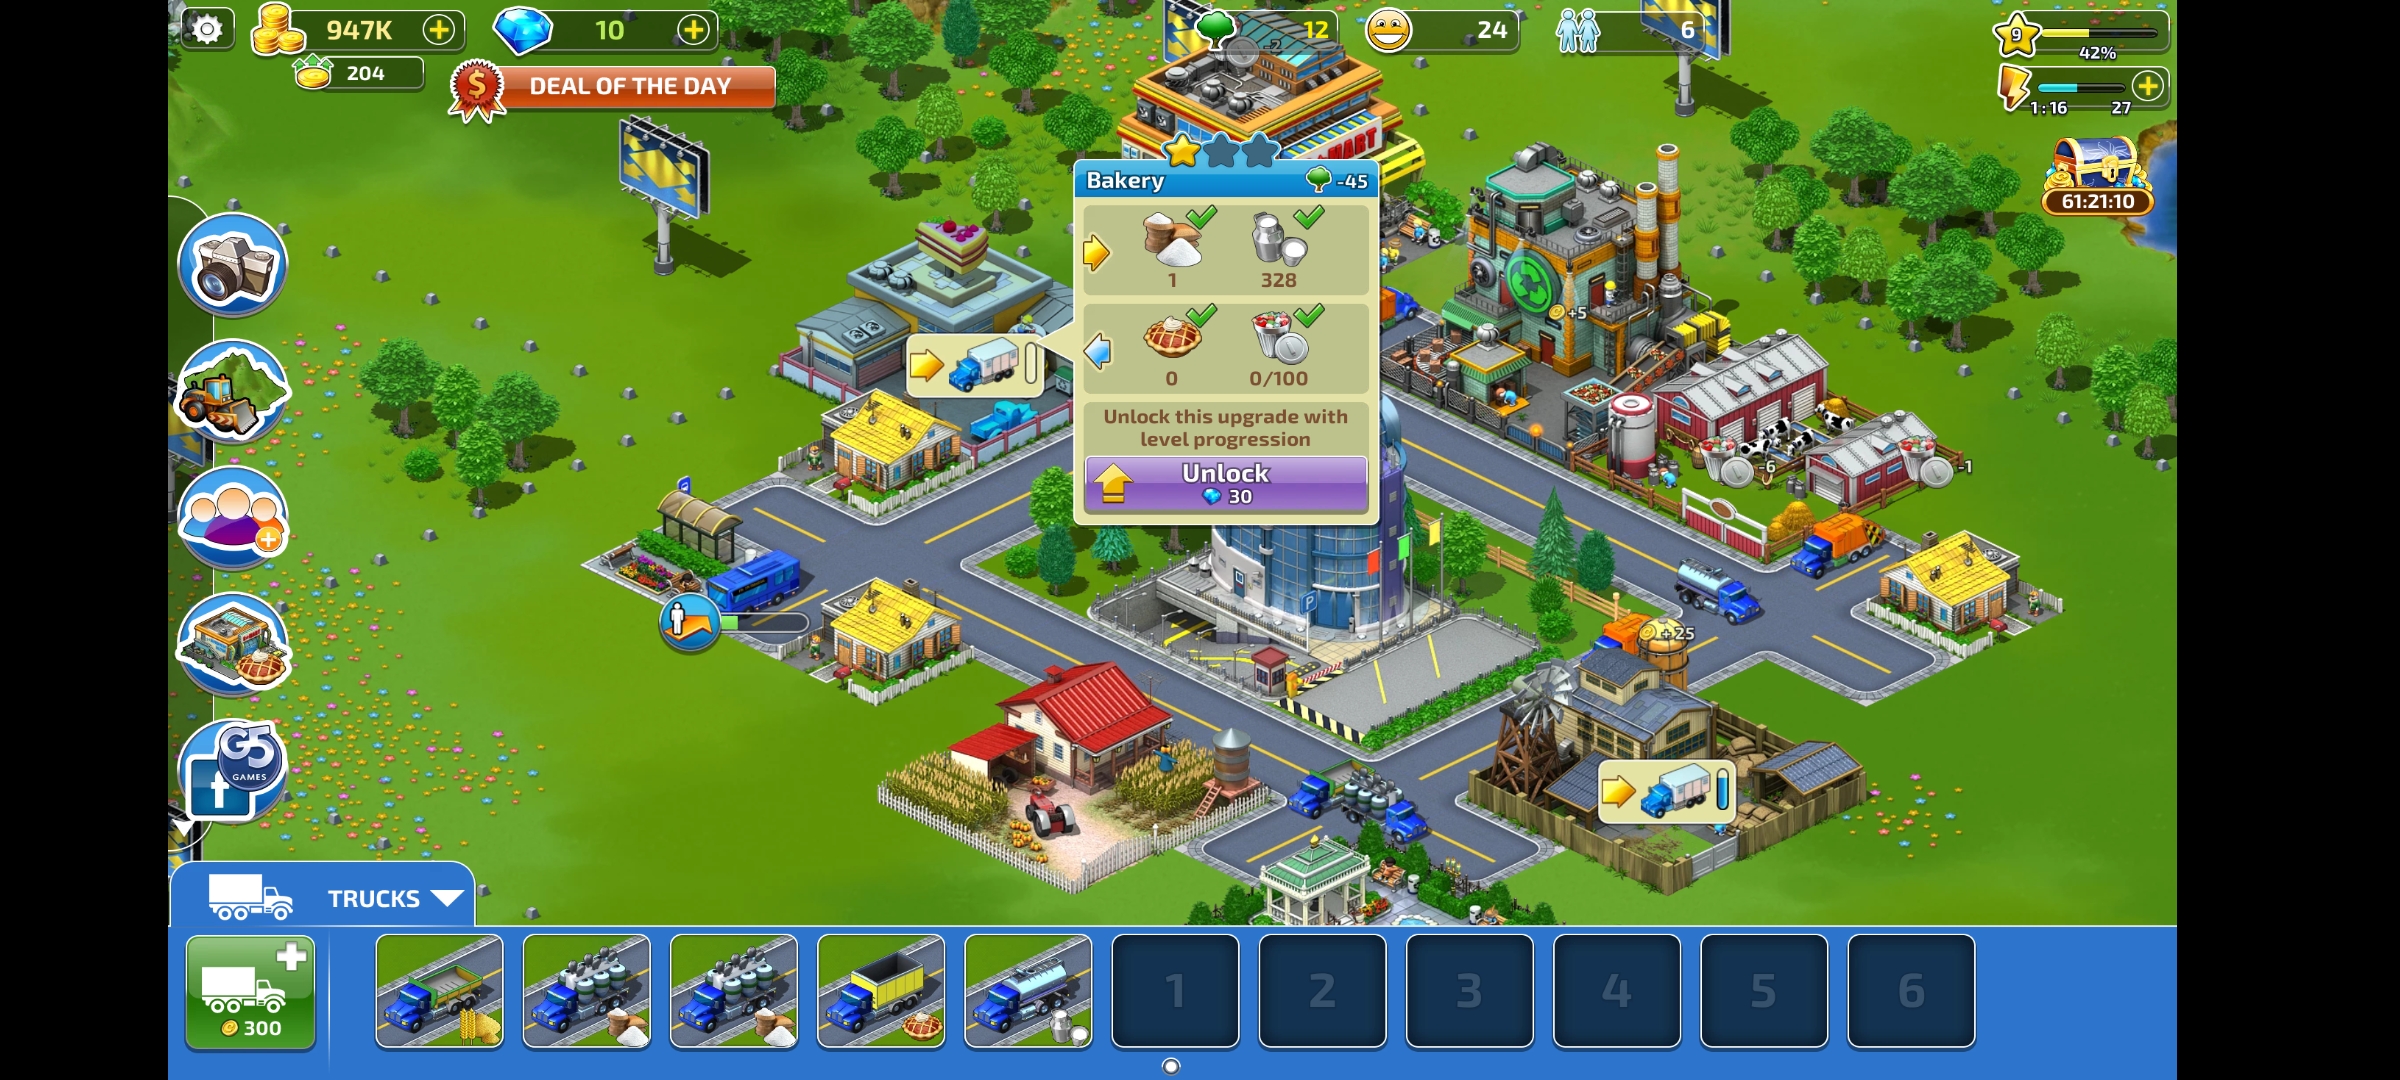 947K
10
-2
12
24
6
9
42%
204
DEAL OF THE DAY
1:16
27
61:21:10
MART
Bakery
-45
1
328
0
0/100
Unlock this upgrade with
level progression
Unlock
30
+5
-6
-1
P
+25
G5
GAMES
f
TRUCKS
300
1
2
3
4
5
6